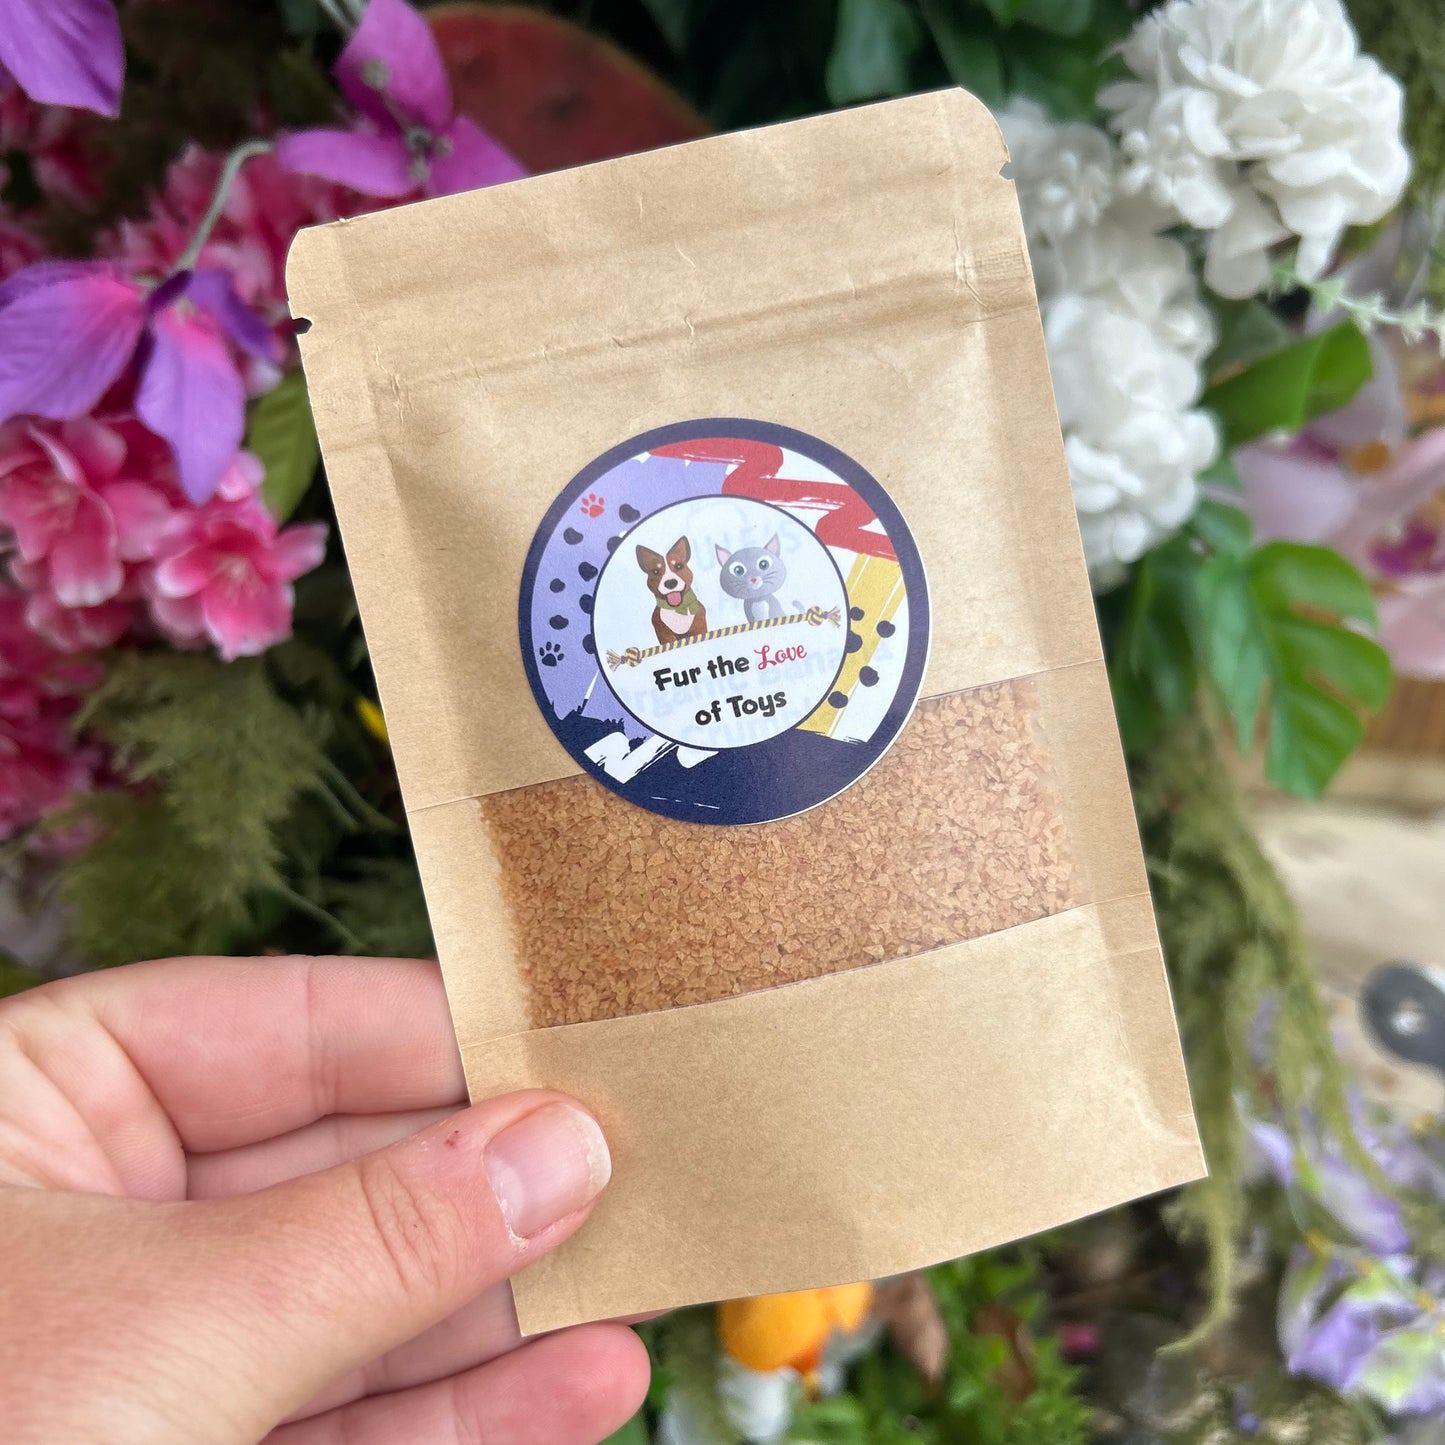 Fur the Love
of Toys